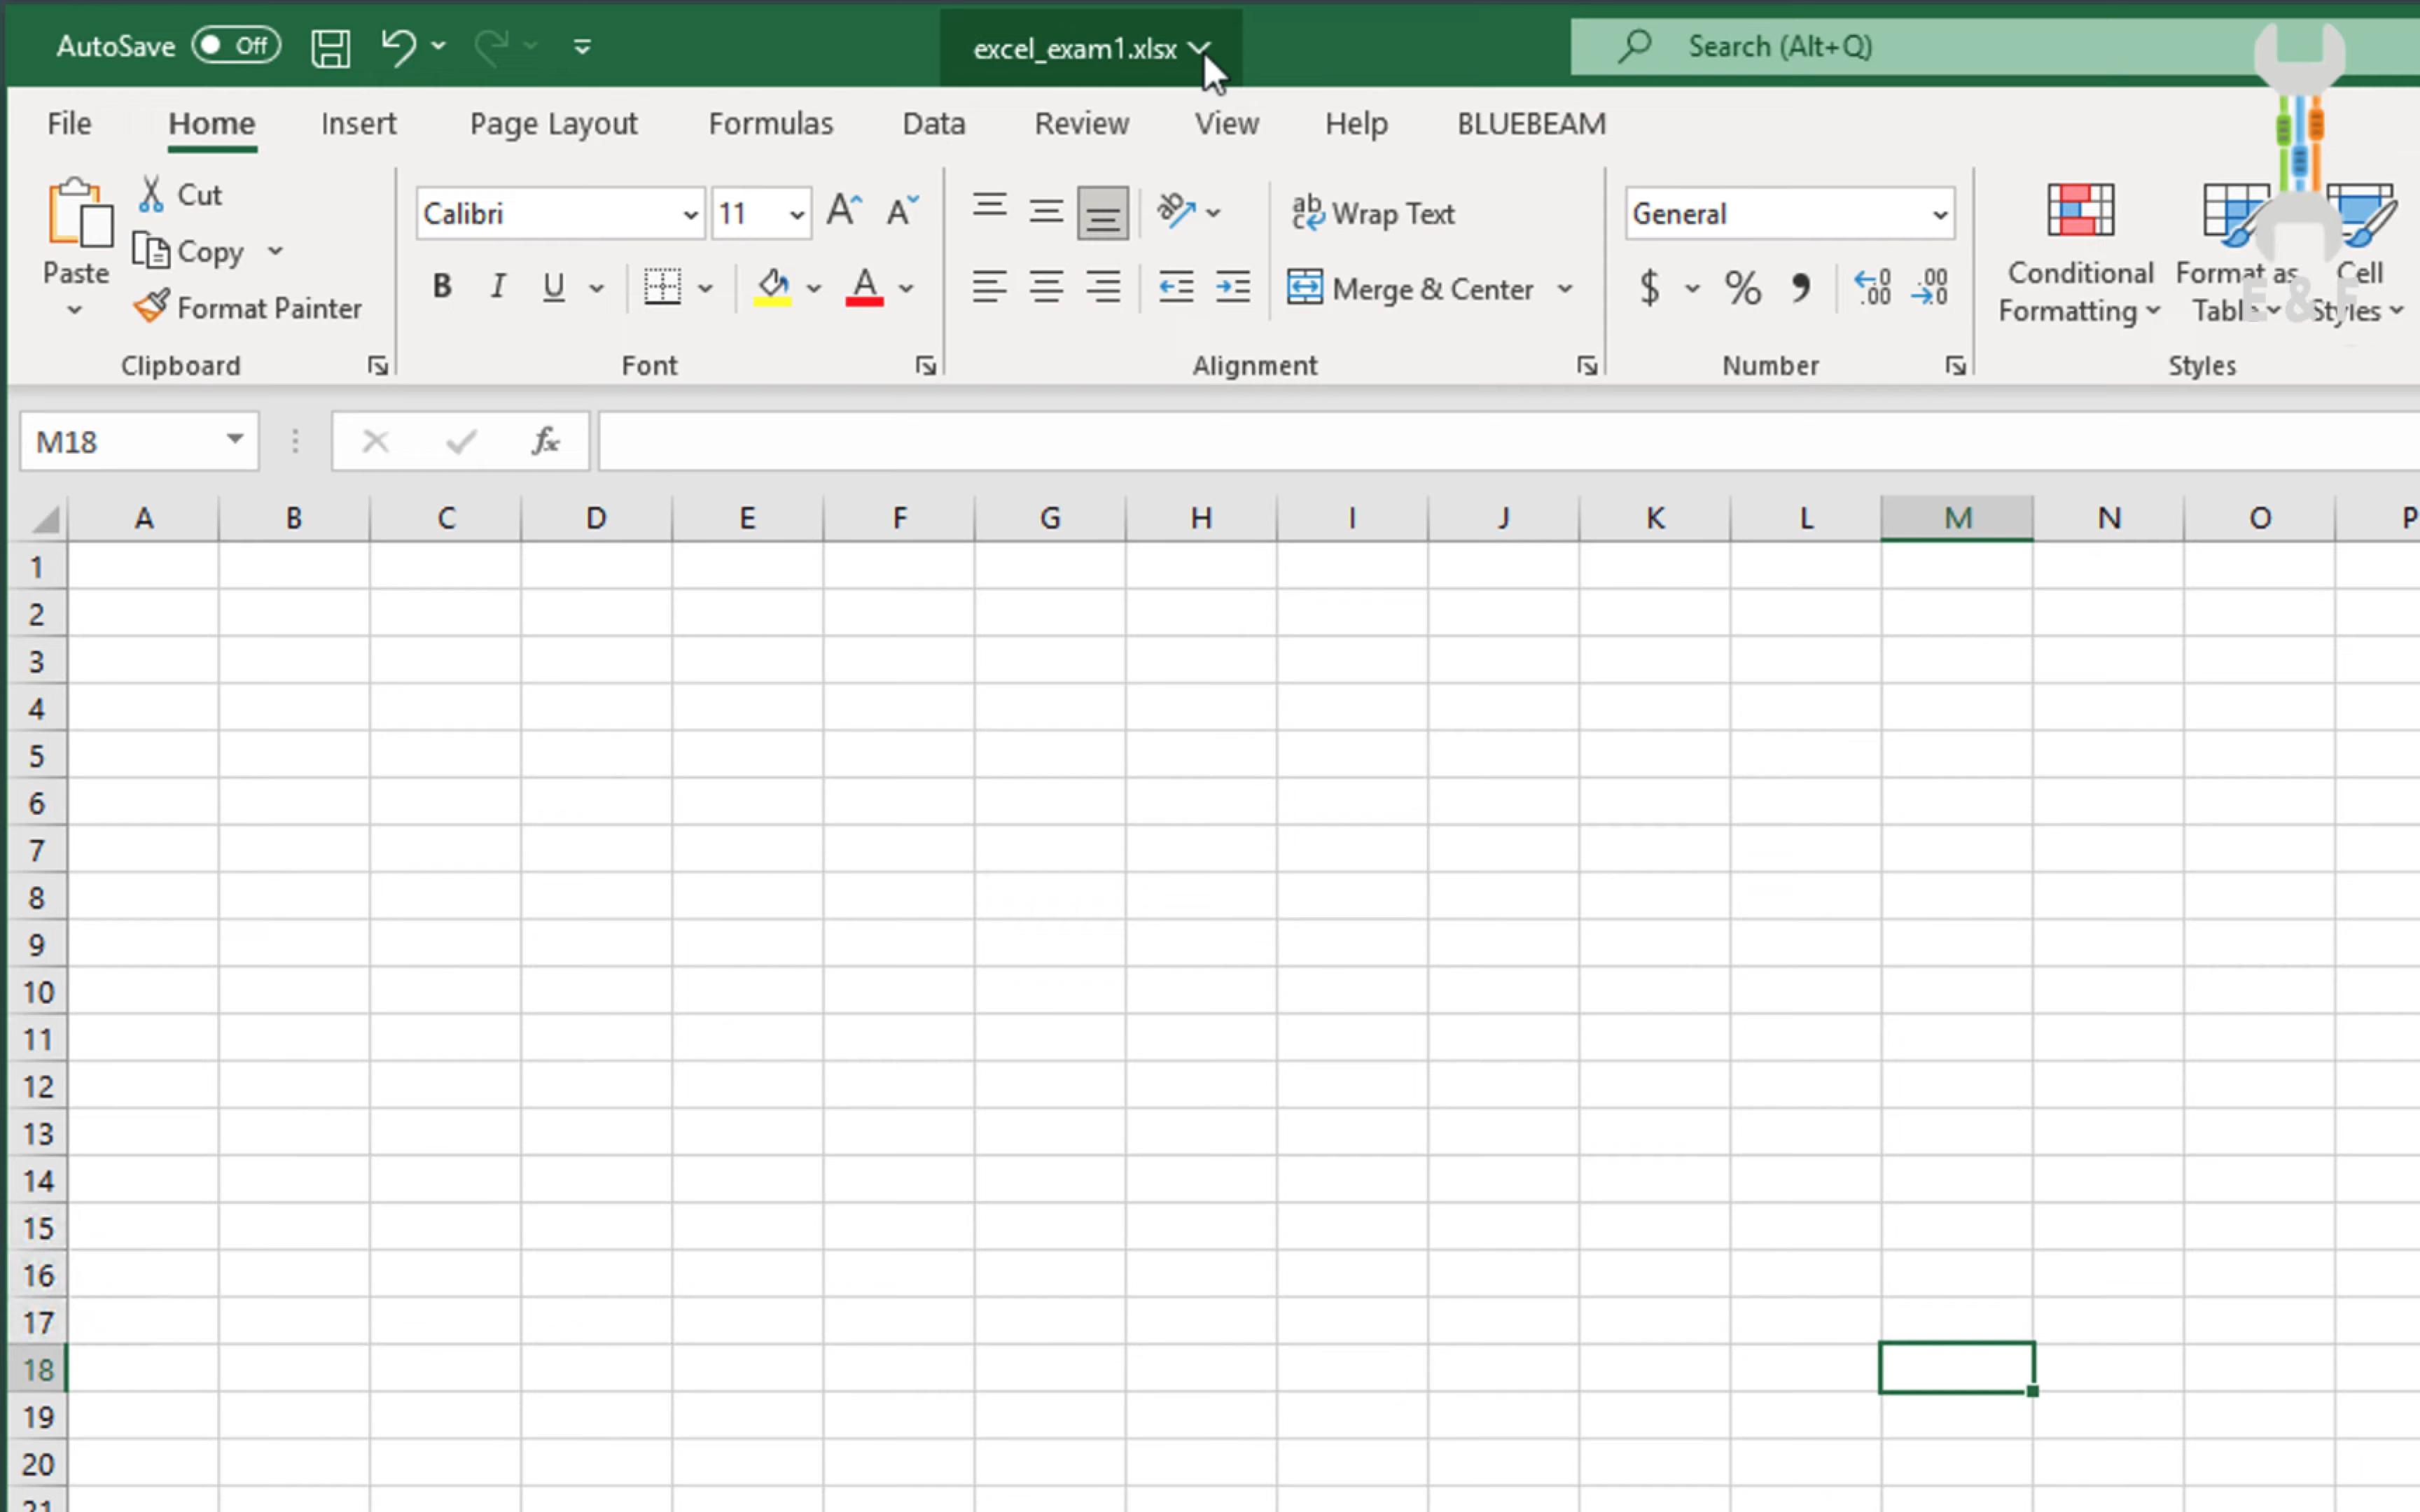 AutoSave Off excel_exam1.xlsx Search (Alt+Q)
File Home Insert Page Layout Formulas Data Review View Help BLUEBEAM
Paste
Cut
Copy
Format Painter
Clipboard
Calibri 11
B I U A
Font
Wrap Text
Merge & Center
Alignment
General
$ % , .00 .00
Number
Conditional Formatting
Format as Table
Cell Styles
Styles
E & F
M18 fx
A B C D E F G H I J K L M N O P
1
2
3
4
5
6
7
8
9
10
11
12
13
14
15
16
17
18
19
20
21